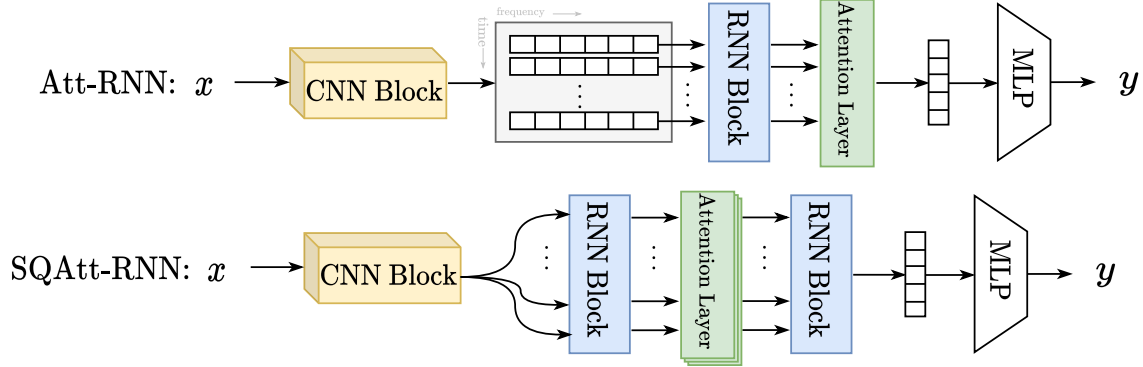 frequency
time
Att-RNN: x
CNN Block
RNN Block
Attention Layer
MLP
y
SQAtt-RNN: x
CNN Block
RNN Block
Attention Layer
RNN Block
MLP
y